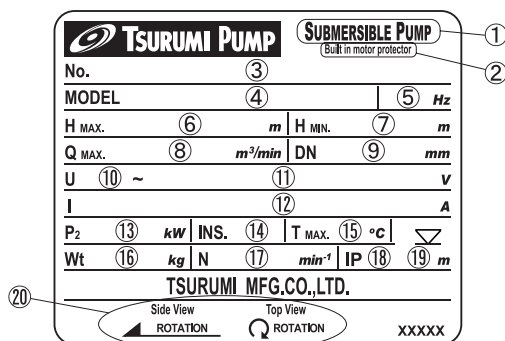 TSURUMI PUMP SUBMERSIBLE PUMP ①
Built in motor protector ②
No. ③
MODEL ④ ⑤ Hz
H MAX. ⑥ m H MIN. ⑦ m
Q MAX. ⑧ m³/min DN ⑨ mm
U ⑩ ~ ⑪ V
I ⑫ A
P₂ ⑬ kW INS. ⑭ T MAX. ⑮ °C
Wt ⑯ kg N ⑰ min⁻¹ IP ⑱ ⑲ m
TSURUMI MFG.CO.,LTD.
⑳ Side View Top View
ROTATION ROTATION XXXXX